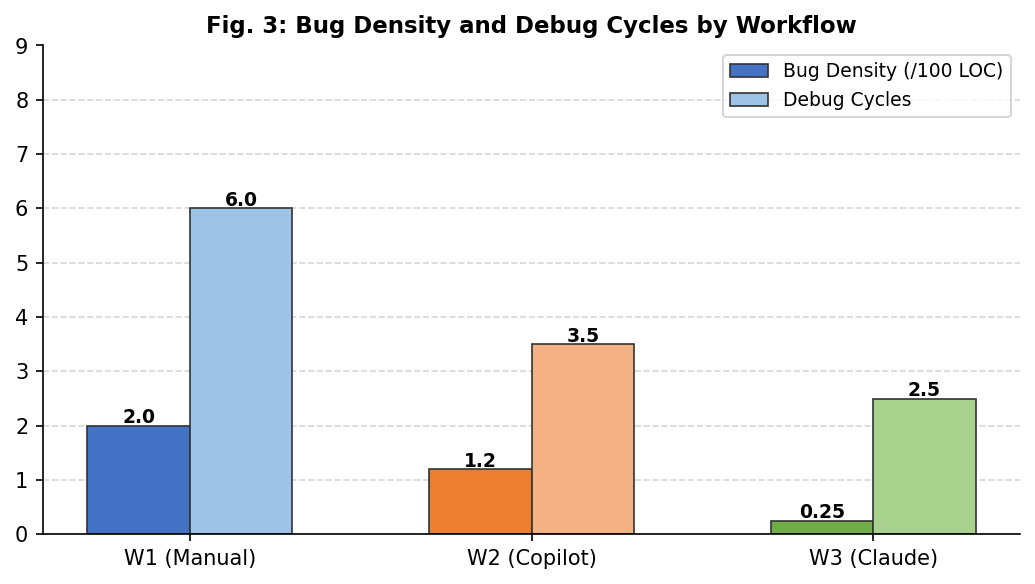 Fig. 3: Bug Density and Debug Cycles by Workflow
9
8
7
6
5
4
3
2
1
0
Bug Density (/100 LOC)
Debug Cycles
2.0
6.0
1.2
3.5
0.25
2.5
W1 (Manual)
W2 (Copilot)
W3 (Claude)